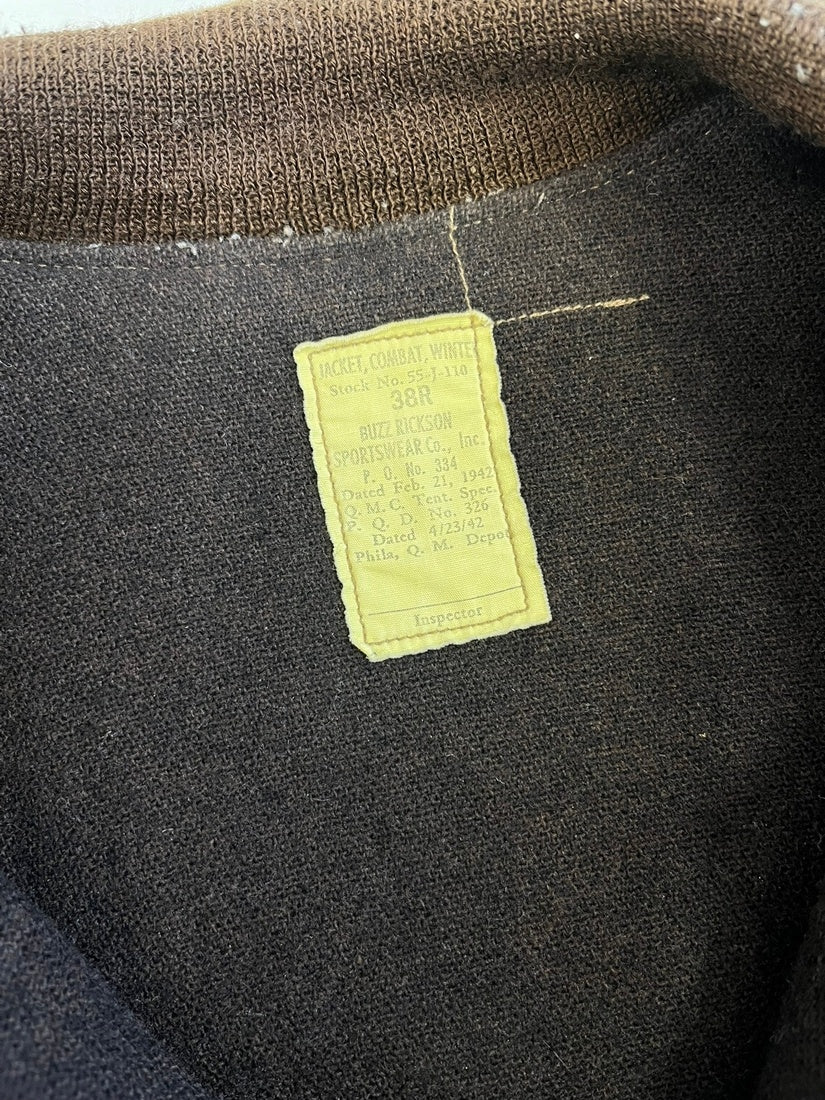 JACKET, COMBAT, WINTE
Stock No. 55-J-110
38R
BUZZ RICKSON
SPORTSWEAR Co., Inc.
P. O. No. 334
Dated Feb. 21, 1942
Q. M. C. Tent. Spec.
P. Q. D. No. 326
Dated 4/23/42
Phila, Q. M. Depot
Inspector